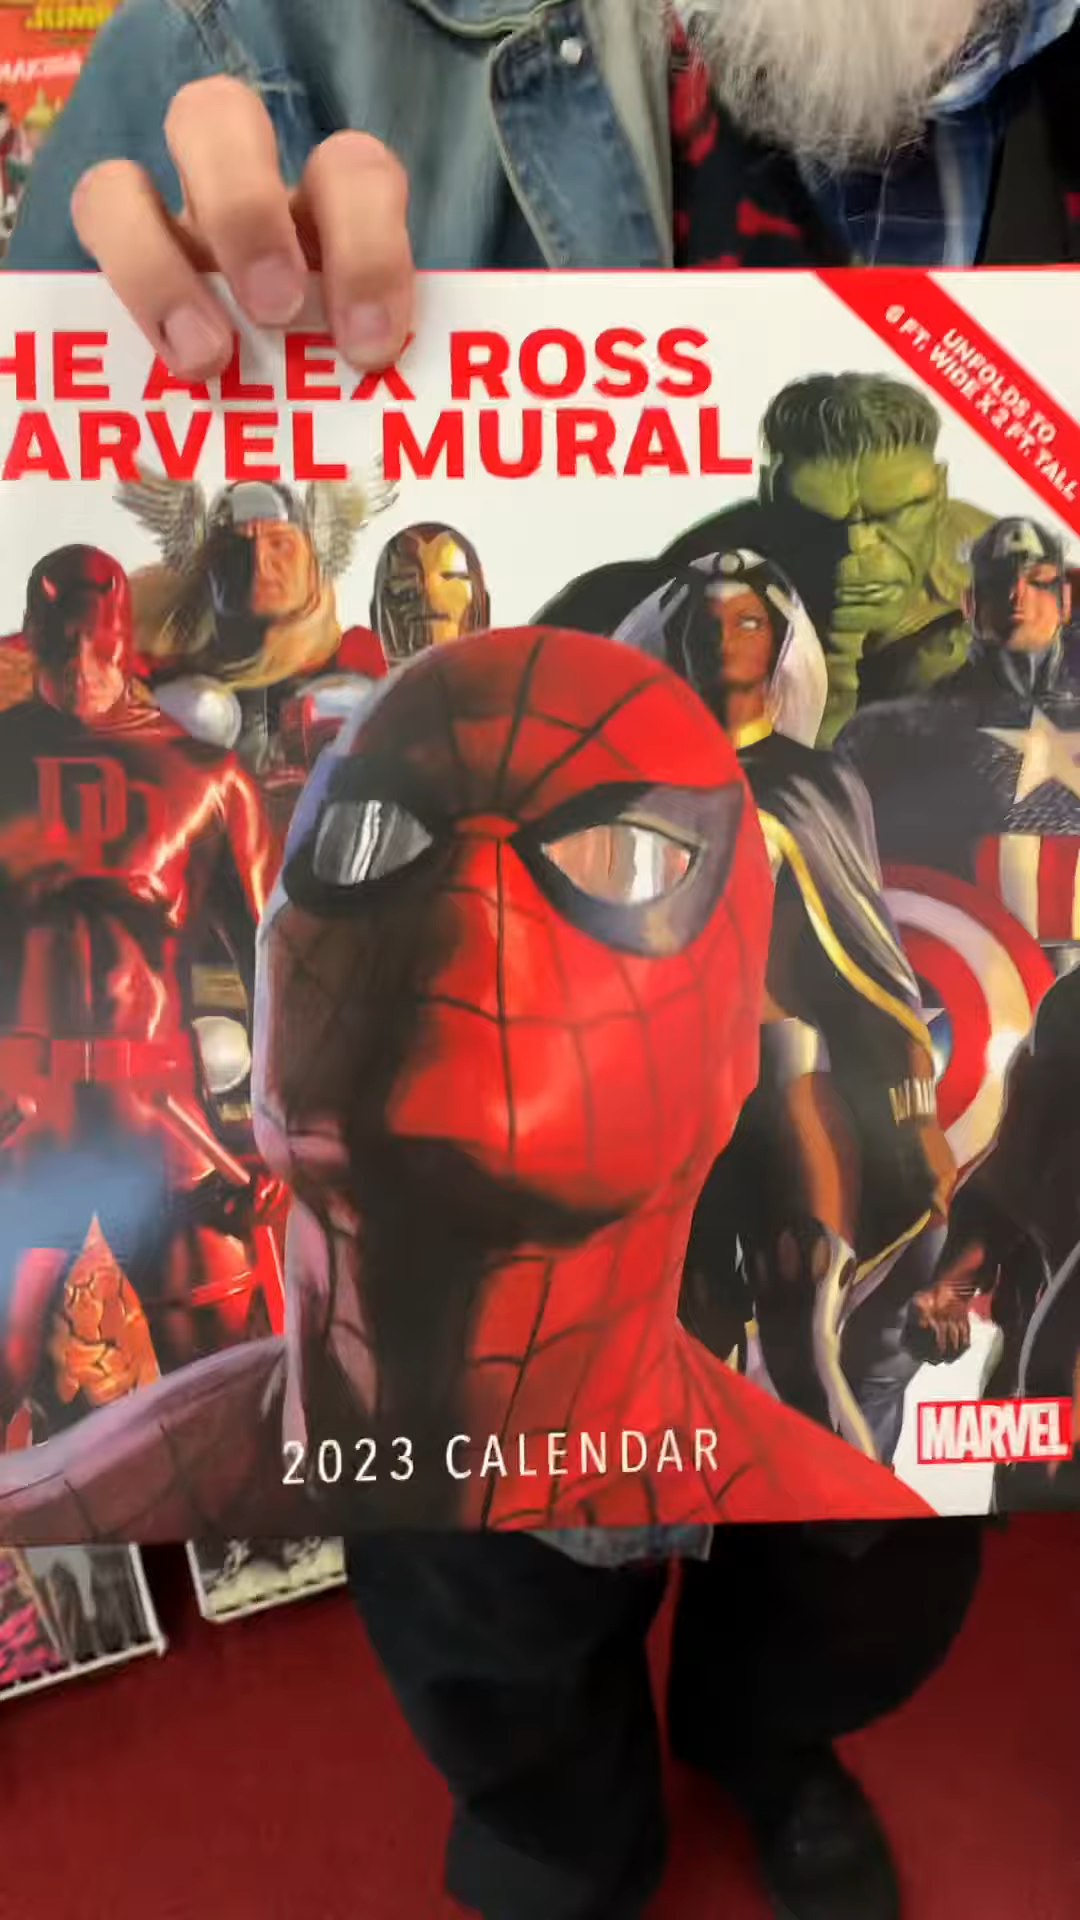 HE ALEX ROSS
ARVEL MURAL
UNFOLDS TO
6 FT. WIDE X 2 FT. TALL
A
DD
2023 CALENDAR
MARVEL